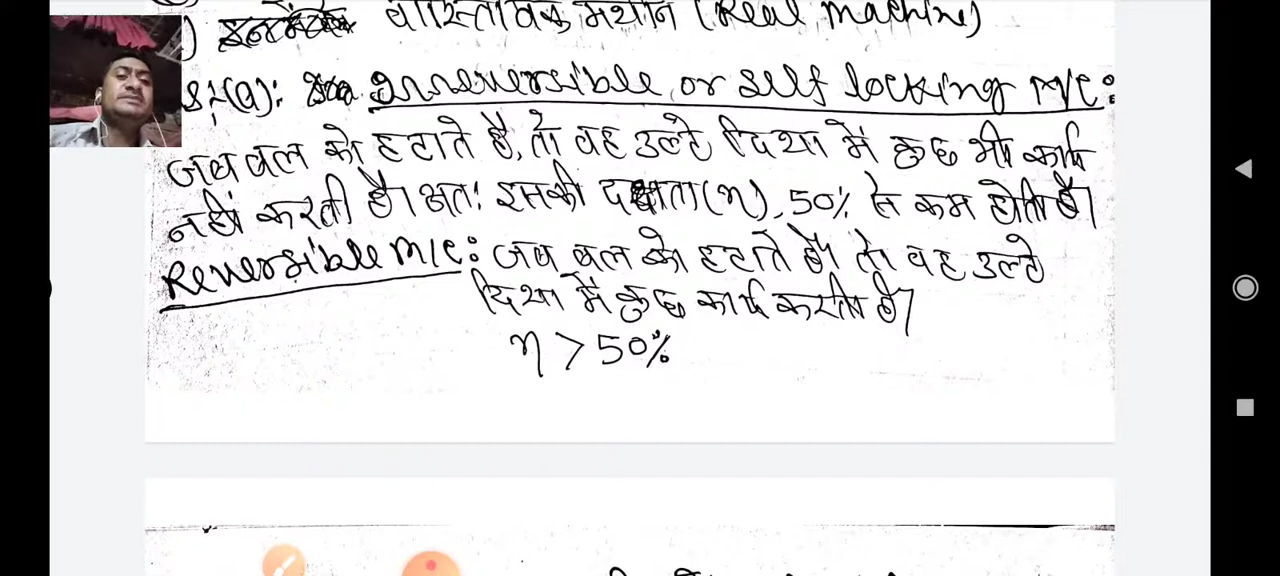 ) वास्तविक मशीन (Real machine)
(a): Irreversible or self locking M/C:
जब बल को हटाते है, तो वह उल्टे दिशा में कुछ भी कार्य
नहीं करती है। अतः इसकी दक्षता (η), 50% से कम होती है।
Reversible M/C: जब बल को हटाते है। तो वह उल्टे
दिशा में कुछ कार्य करती है।
η > 50%